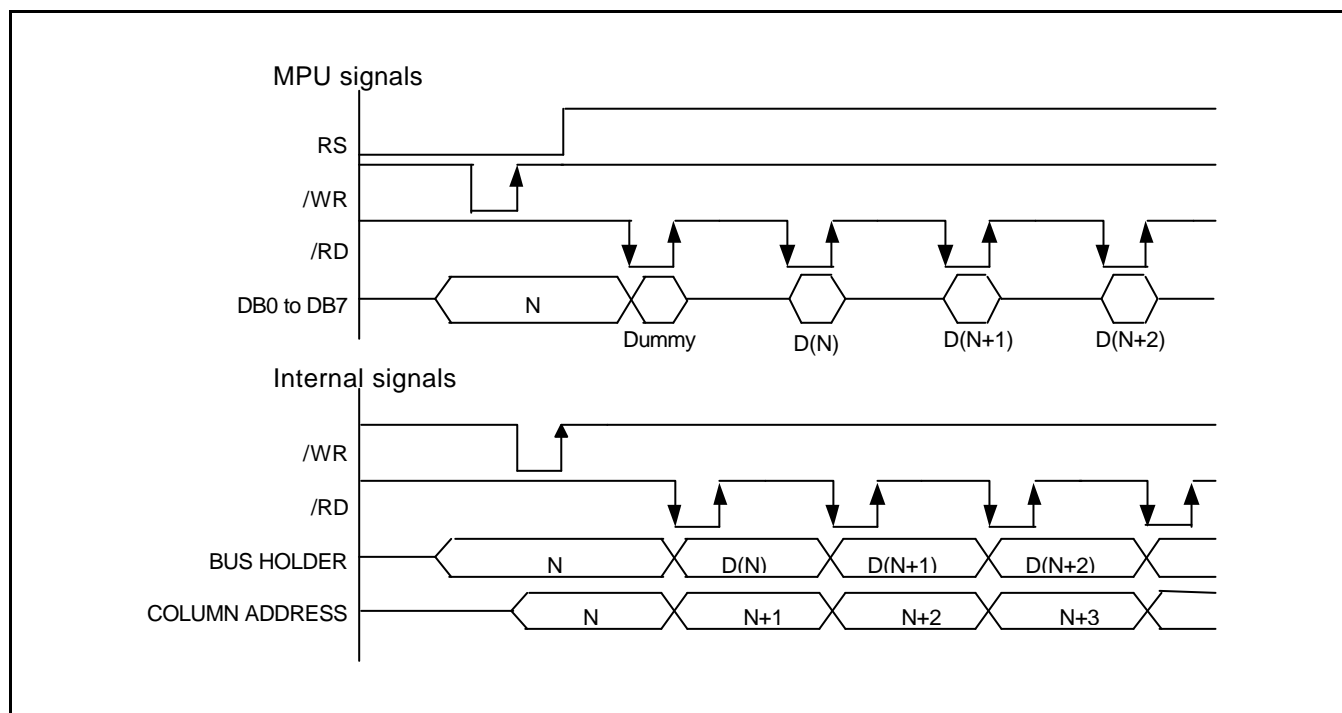 MPU signals
RS
/WR
/RD
DB0 to DB7
N
Dummy
D(N)
D(N+1)
D(N+2)
Internal signals
/WR
/RD
BUS HOLDER
N
D(N)
D(N+1)
D(N+2)
COLUMN ADDRESS
N
N+1
N+2
N+3